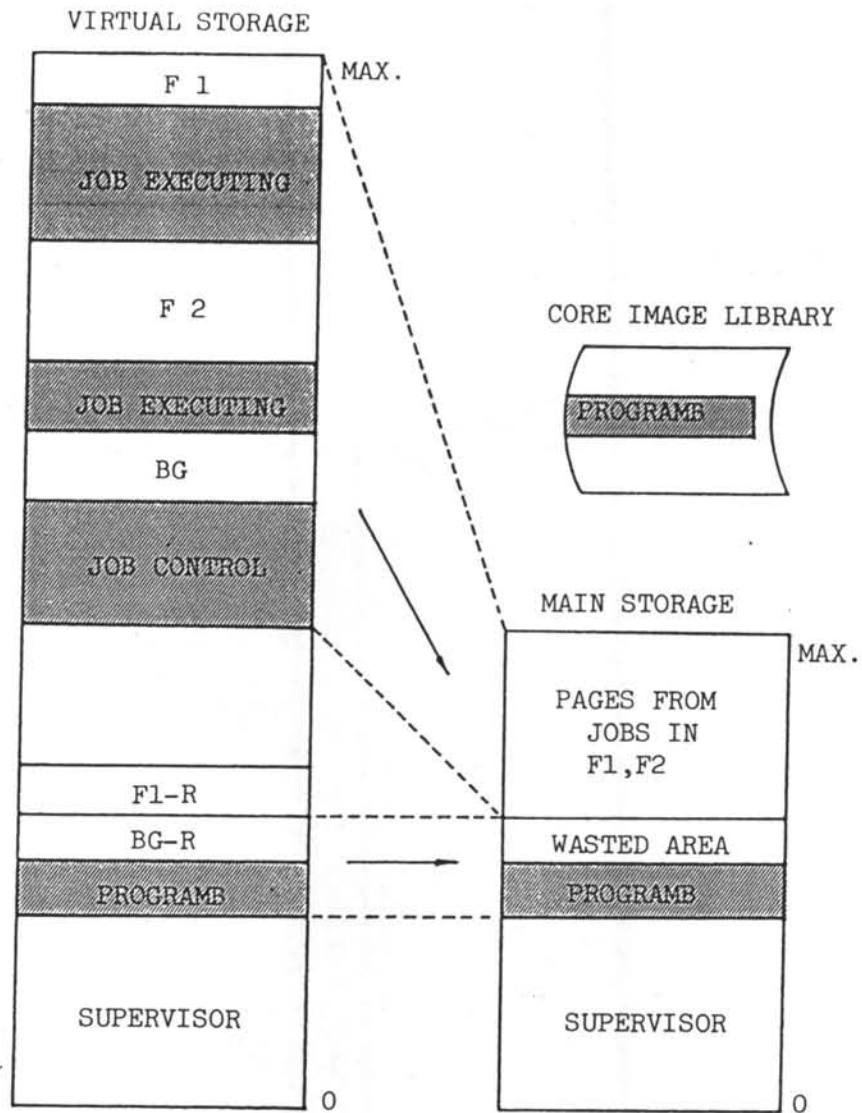 VIRTUAL STORAGE
MAX.
F 1
JOB EXECUTING
F 2
JOB EXECUTING
BG
JOB CONTROL
F1-R
BG-R
PROGRAMB
SUPERVISOR
0
CORE IMAGE LIBRARY
PROGRAMB
MAIN STORAGE
MAX.
PAGES FROM
JOBS IN
F1,F2
WASTED AREA
PROGRAMB
SUPERVISOR
0